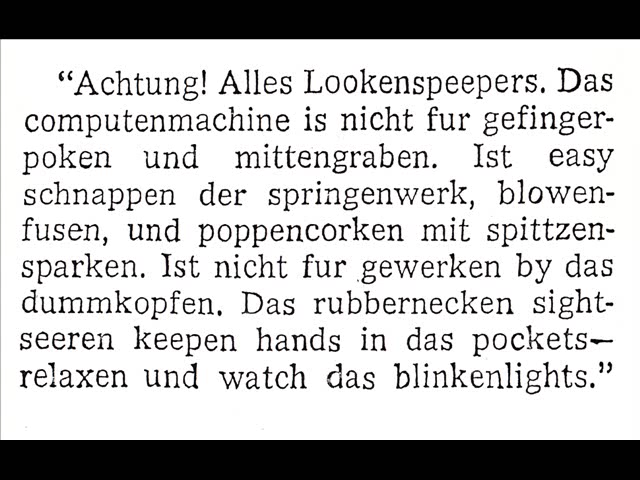 “Achtung! Alles Lookenspeepers. Das
computenmachine is nicht fur gefinger-
poken und mittengraben. Ist easy
schnappen der springenwerk, blowen-
fusen, und poppencorken mit spittzen-
sparken. Ist nicht fur gewerken by das
dummkopfen. Das rubbernecken sight-
seeren keepen hands in das pockets—
relaxen und watch das blinkenlights.”